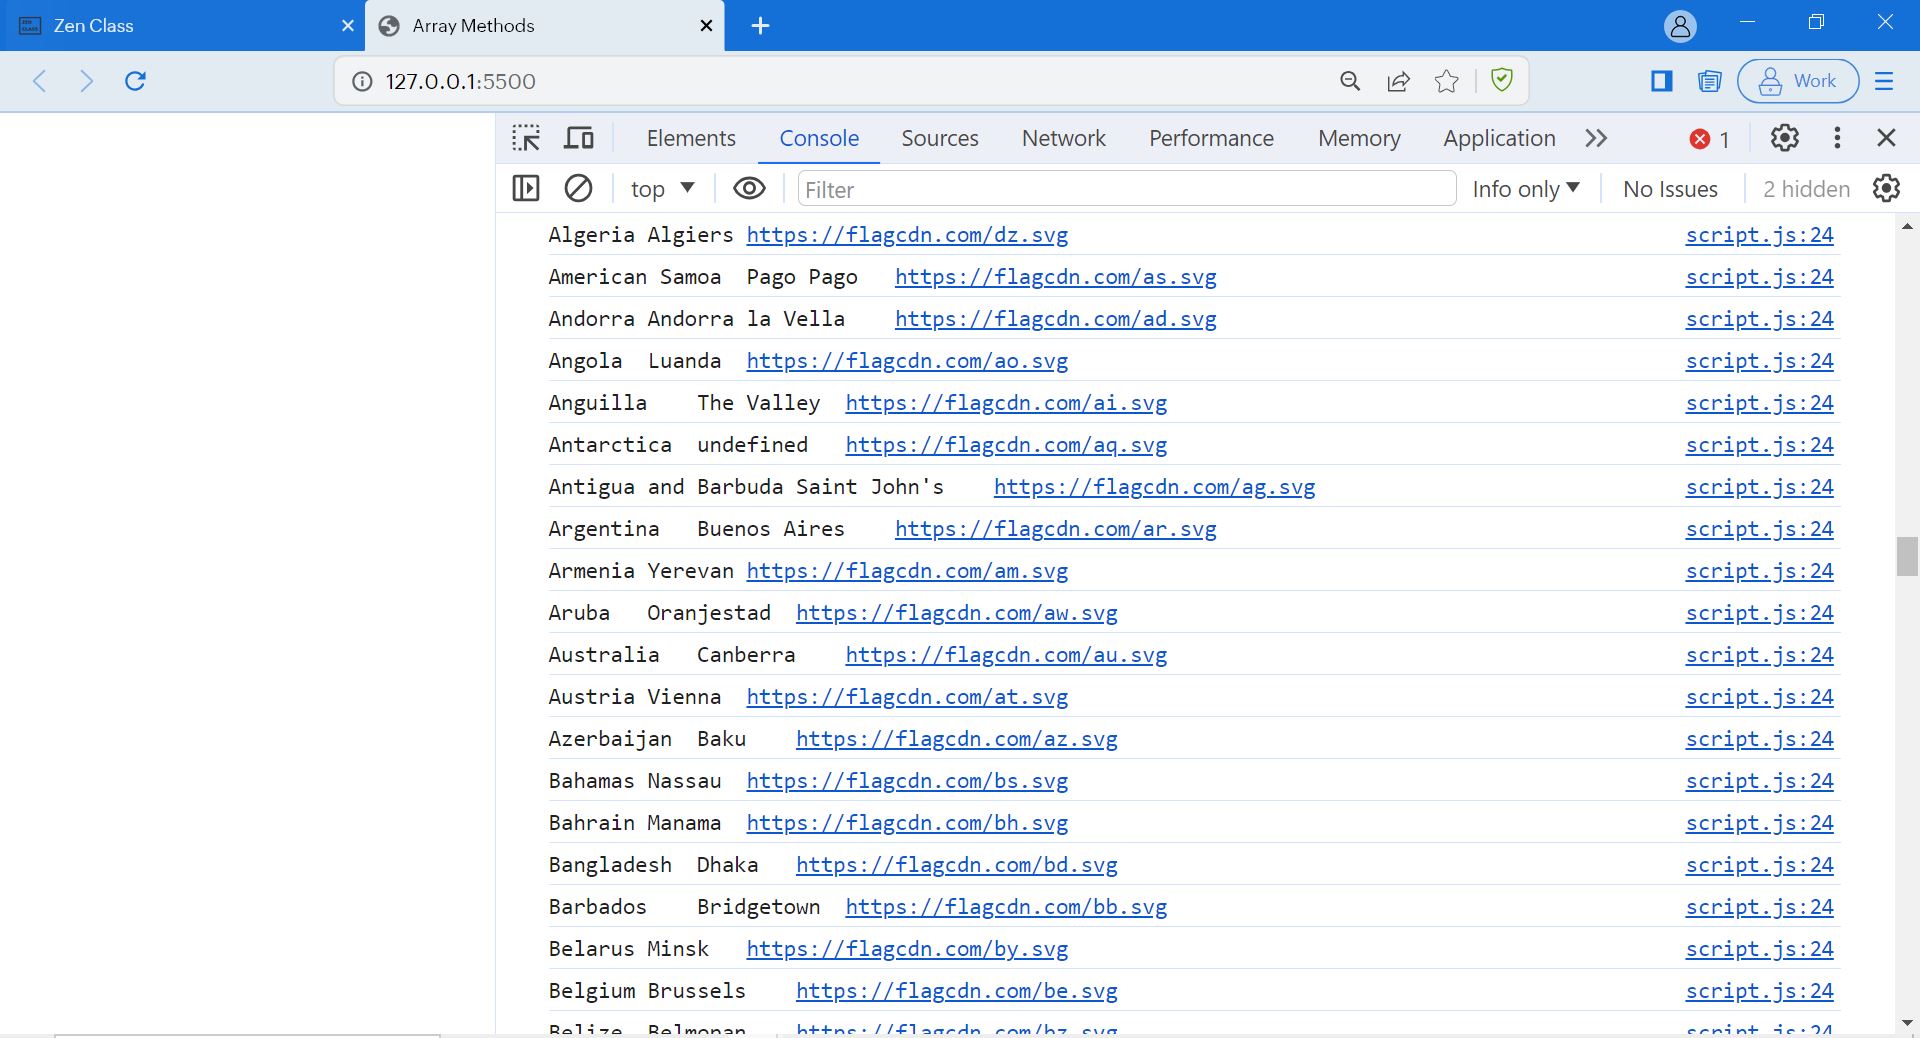 Zen Class
Array Methods
127.0.0.1:5500
Work
Elements Console Sources Network Performance Memory Application 1
top Filter Info only No Issues 2 hidden
Algeria Algiers https://flagcdn.com/dz.svg script.js:24
American Samoa Pago Pago https://flagcdn.com/as.svg script.js:24
Andorra Andorra la Vella https://flagcdn.com/ad.svg script.js:24
Angola Luanda https://flagcdn.com/ao.svg script.js:24
Anguilla The Valley https://flagcdn.com/ai.svg script.js:24
Antarctica undefined https://flagcdn.com/aq.svg script.js:24
Antigua and Barbuda Saint John's https://flagcdn.com/ag.svg script.js:24
Argentina Buenos Aires https://flagcdn.com/ar.svg script.js:24
Armenia Yerevan https://flagcdn.com/am.svg script.js:24
Aruba Oranjestad https://flagcdn.com/aw.svg script.js:24
Australia Canberra https://flagcdn.com/au.svg script.js:24
Austria Vienna https://flagcdn.com/at.svg script.js:24
Azerbaijan Baku https://flagcdn.com/az.svg script.js:24
Bahamas Nassau https://flagcdn.com/bs.svg script.js:24
Bahrain Manama https://flagcdn.com/bh.svg script.js:24
Bangladesh Dhaka https://flagcdn.com/bd.svg script.js:24
Barbados Bridgetown https://flagcdn.com/bb.svg script.js:24
Belarus Minsk https://flagcdn.com/by.svg script.js:24
Belgium Brussels https://flagcdn.com/be.svg script.js:24
Belize Belmopan https://flagcdn.com/bz.svg script.js:24